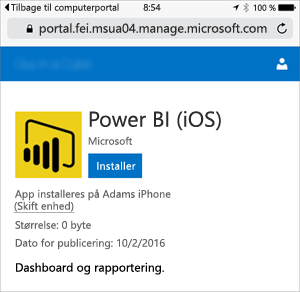 Tilbage til computerportal 8:54 100 %
portal.fei.msua04.manage.microsoft.com
Power BI (iOS)
Microsoft
Installer
App installeres på Adams iPhone
(Skift enhed)
Størrelse: 0 byte
Dato for publicering: 10/2/2016
Dashboard og rapportering.